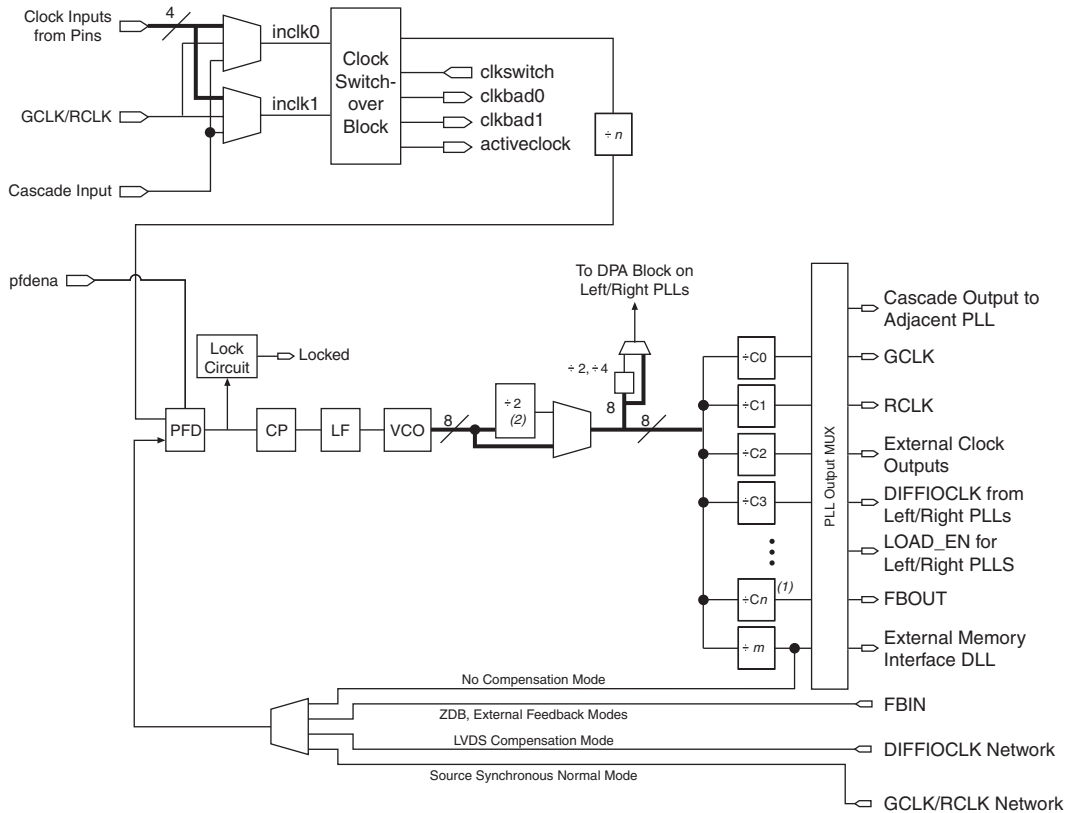 Clock Inputs
from Pins
4
inclk0
GCLK/RCLK
inclk1
Cascade Input
Clock
Switch-
over
Block
clkswitch
clkbad0
clkbad1
activeclock
÷ n
pfdena
To DPA Block on
Left/Right PLLs
Lock
Circuit
Locked
÷ 2, ÷ 4
8
PFD
CP
LF
VCO
8
÷ 2
(2)
8
÷C0
÷C1
÷C2
÷C3
÷Cn
(1)
÷ m
PLL Output MUX
Cascade Output to
Adjacent PLL
GCLK
RCLK
External Clock
Outputs
DIFFIOCLK from
Left/Right PLLs
LOAD_EN for
Left/Right PLLS
FBOUT
External Memory
Interface DLL
No Compensation Mode
FBIN
ZDB, External Feedback Modes
LVDS Compensation Mode
DIFFIOCLK Network
Source Synchronous Normal Mode
GCLK/RCLK Network